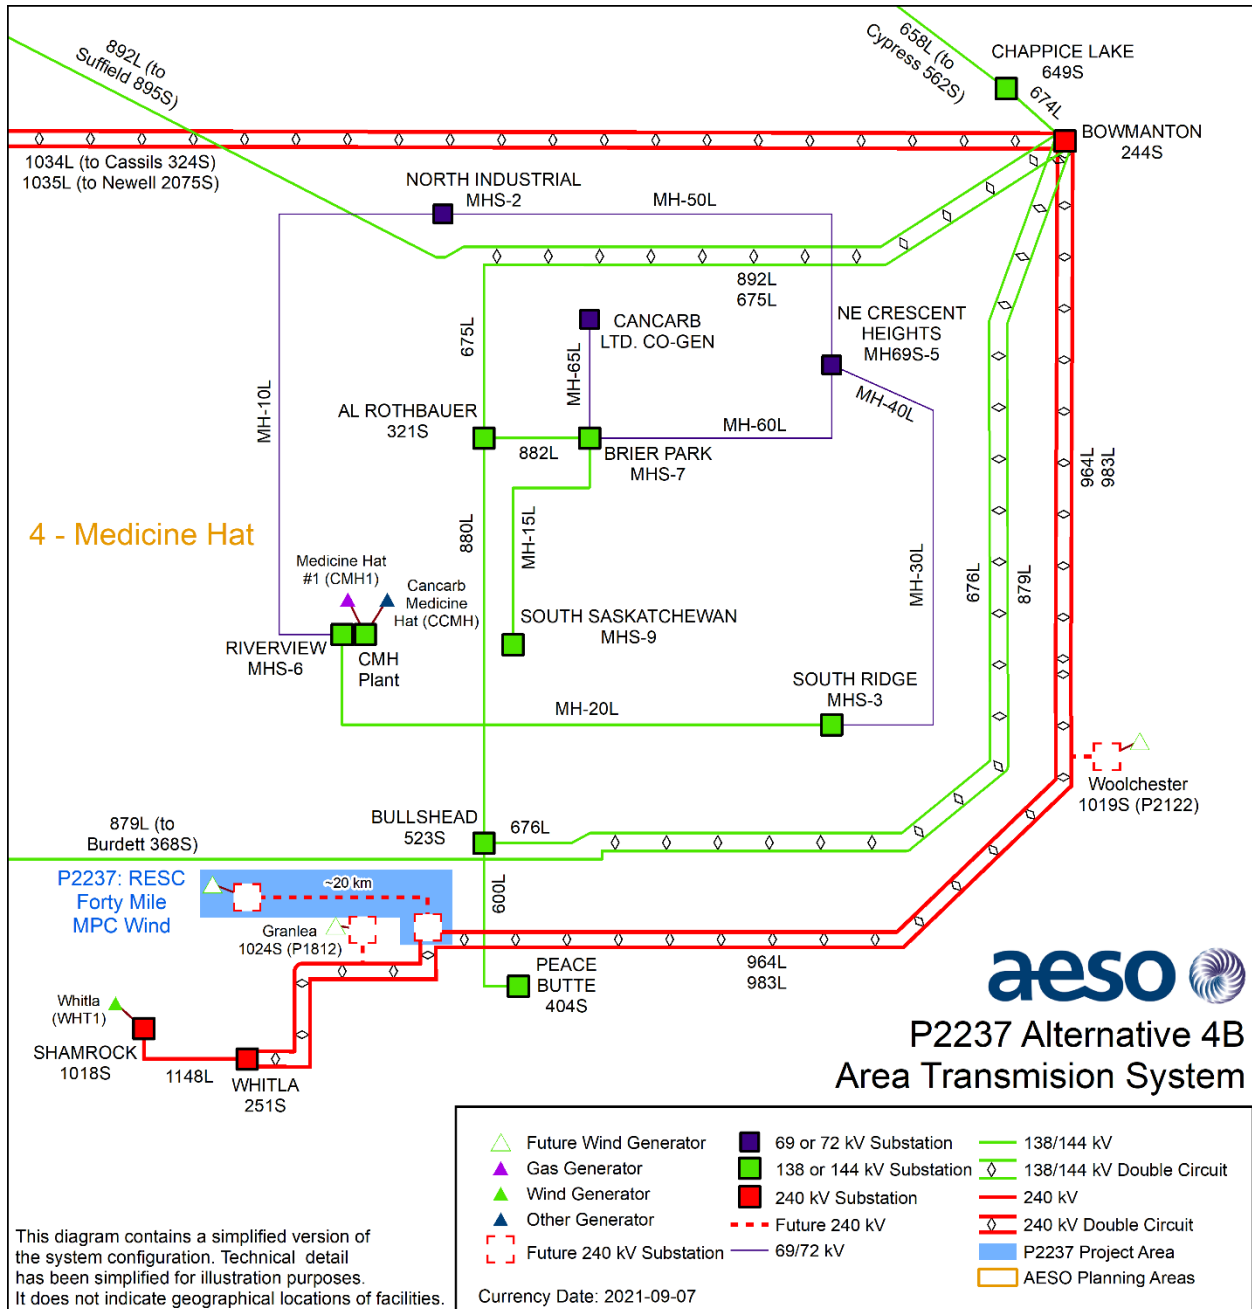 892L (to
Suffield 895S)
658L (to
Cypress 562S)
CHAPPICE LAKE
649S
674L
BOWMANTON
244S
1034L (to Cassils 324S)
1035L (to Newell 2075S)
NORTH INDUSTRIAL
MHS-2
MH-50L
892L
675L
CANCARB
LTD. CO-GEN
NE CRESCENT
HEIGHTS
MH69S-5
675L
MH-65L
MH-10L
MH-40L
AL ROTHBAUER
321S
882L
MH-60L
BRIER PARK
MHS-7
964L
983L
4 - Medicine Hat
880L
MH-15L
MH-30L
676L
879L
Medicine Hat
#1 (CMH1)
Cancarb
Medicine
Hat (CCMH)
SOUTH SASKATCHEWAN
MHS-9
RIVERVIEW
MHS-6
CMH
Plant
SOUTH RIDGE
MHS-3
MH-20L
Woolchester
1019S (P2122)
BULLSHEAD
523S
676L
879L (to
Burdett 368S)
P2237: RESC
Forty Mile
MPC Wind
~20 km
600L
Granlea
1024S (P1812)
964L
983L
PEACE
BUTTE
404S
Whitla
(WHT1)
SHAMROCK
1018S
1148L
WHITLA
251S
aeso
P2237 Alternative 4B
Area Transmision System
Future Wind Generator
Gas Generator
Wind Generator
Other Generator
Future 240 kV Substation
69 or 72 kV Substation
138 or 144 kV Substation
240 kV Substation
Future 240 kV
69/72 kV
138/144 kV
138/144 kV Double Circuit
240 kV
240 kV Double Circuit
P2237 Project Area
AESO Planning Areas
Currency Date: 2021-09-07
This diagram contains a simplified version of
the system configuration. Technical detail
has been simplified for illustration purposes.
It does not indicate geographical locations of facilities.